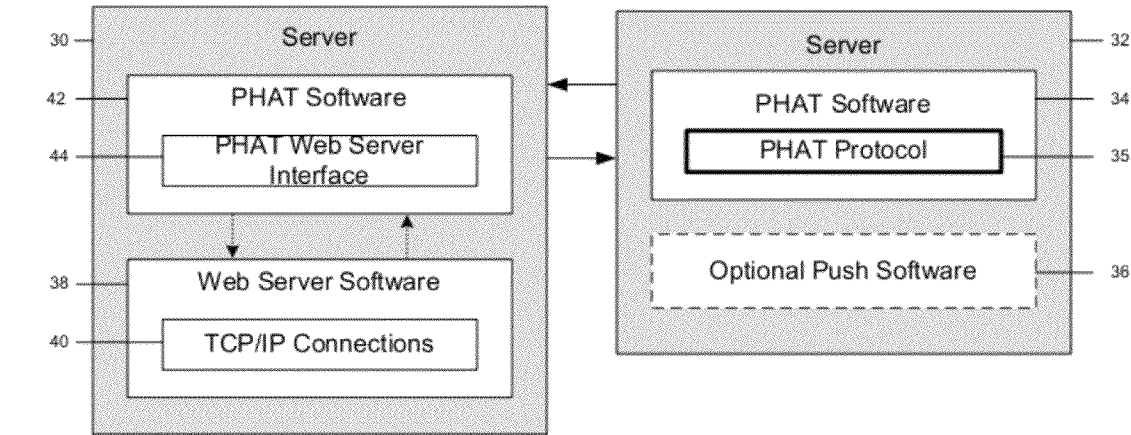 30
Server
42
PHAT Software
44
PHAT Web Server
Interface
38
Web Server Software
40
TCP/IP Connections
Server
32
PHAT Software
34
PHAT Protocol
35
Optional Push Software
36